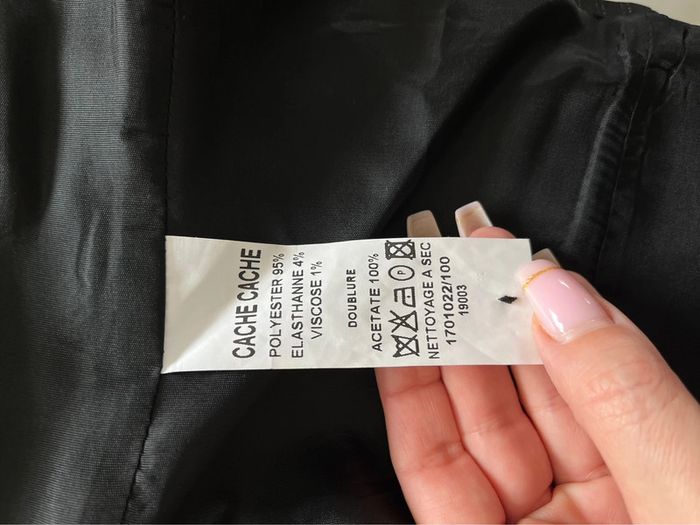 CACHE CACHE
POLYESTER 95%
ELASTHANNE 4%
VISCOSE 1%
DOUBLURE
ACETATE 100%
P
NETTOYAGE A SEC
1701022/100
19003